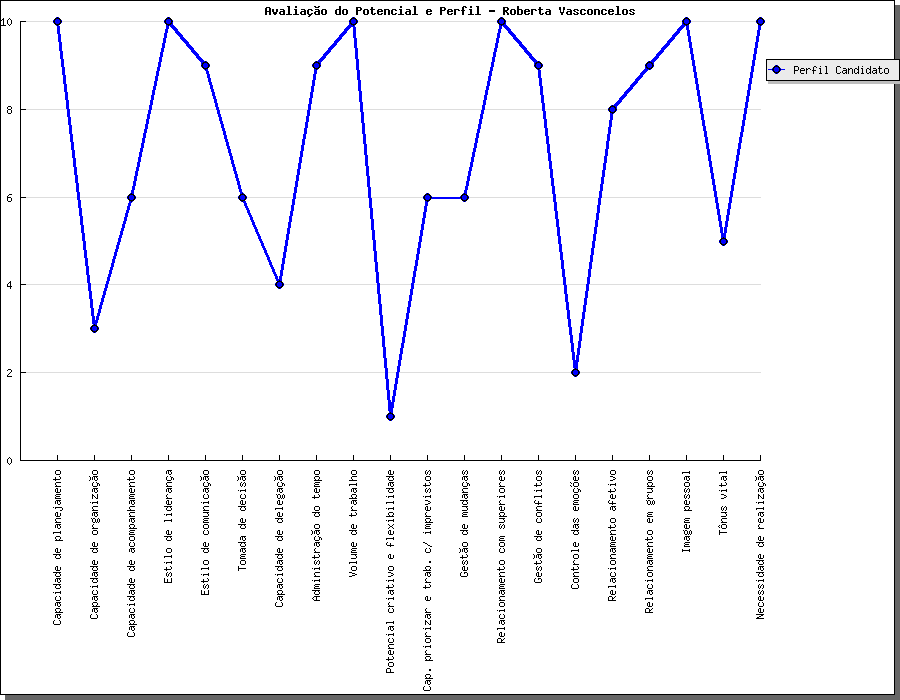 Avaliação do Potencial e Perfil - Roberta Vasconcelos
Perfil Candidato
10
8
6
4
2
0
Capacidade de planejamento
Capacidade de organização
Capacidade de acompanhamento
Estilo de liderança
Estilo de comunicação
Tomada de decisão
Capacidade de delegação
Administração do tempo
Volume de trabalho
Potencial criativo e flexibilidade
Cap. priorizar e trab. c/ imprevistos
Gestão de mudanças
Relacionamento com superiores
Gestão de conflitos
Controle das emoções
Relacionamento afetivo
Relacionamento em grupos
Imagem pessoal
Tônus vital
Necessidade de realização